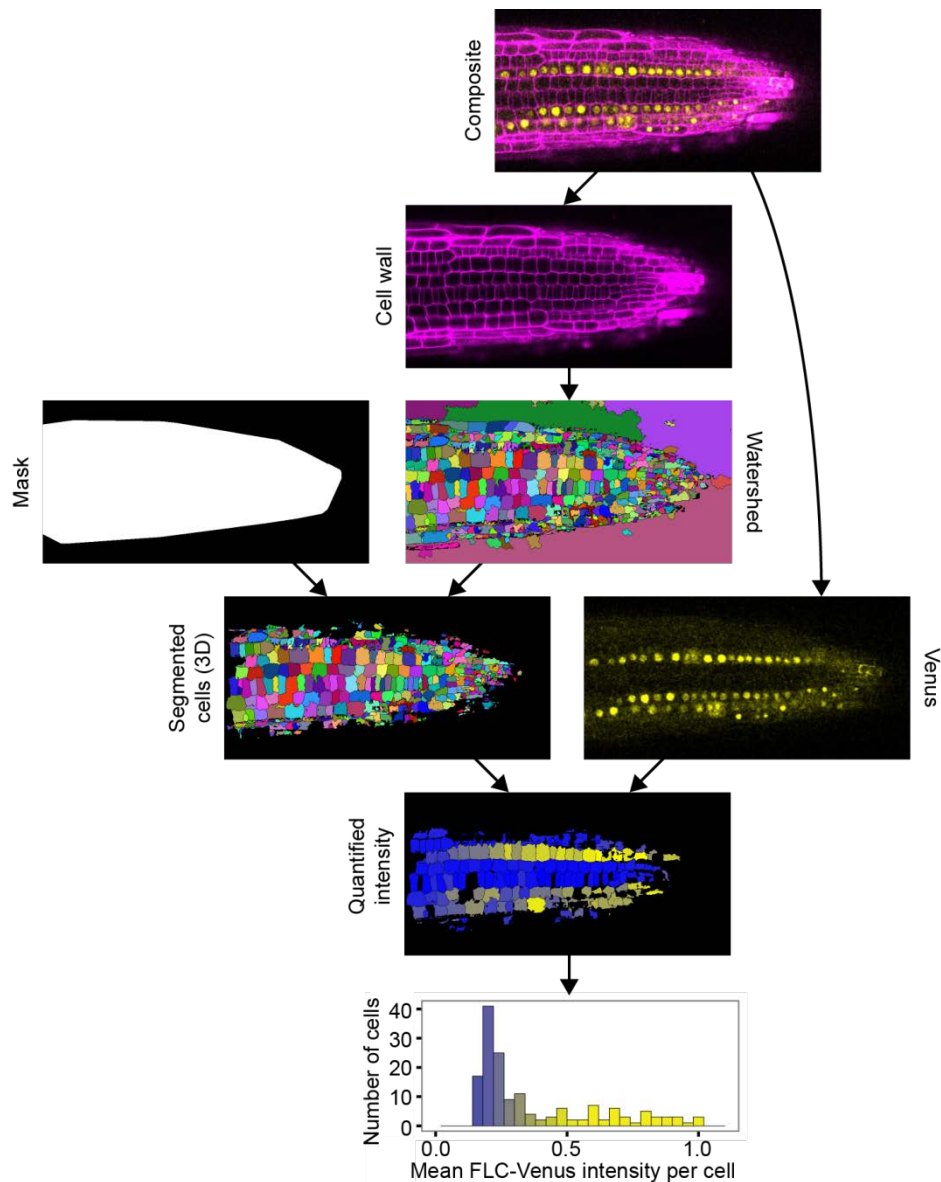 Composite
Cell wall
Mask
Watershed
Segmented
cells (3D)
Venus
Quantified
intensity
Number of cells
40
30
20
10
0
0.0
0.5
1.0
Mean FLC-Venus intensity per cell